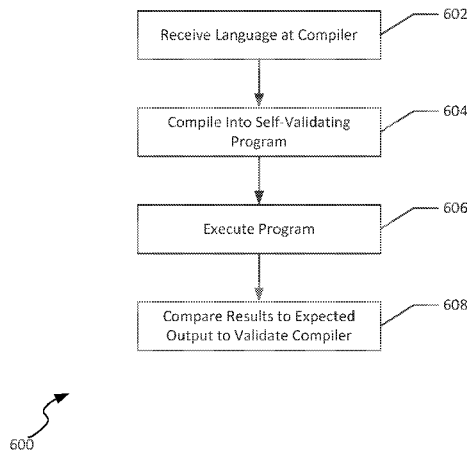 Receive Language at Compiler
602
Compile Into Self-Validating
Program
604
Execute Program
606
Compare Results to Expected
Output to Validate Compiler
608
600